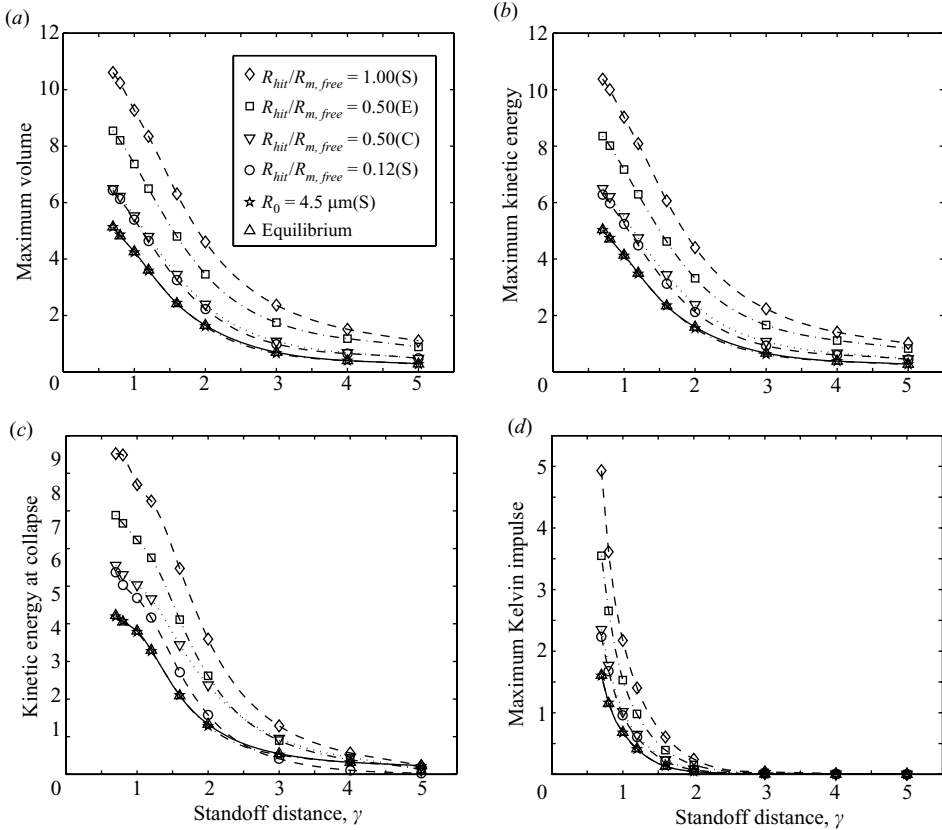 (a)
Maximum volume
12
10
8
6
4
2
0
1 2 3 4 5
R_hit/R_m, free = 1.00(S)
R_hit/R_m, free = 0.50(E)
R_hit/R_m, free = 0.50(C)
R_hit/R_m, free = 0.12(S)
R_0 = 4.5 μm(S)
Equilibrium
(b)
Maximum kinetic energy
12
10
8
6
4
2
0
1 2 3 4 5
(c)
Kinetic energy at collapse
9
7
6
5
4
3
2
1
0
1 2 3 4 5
Standoff distance, γ
(d)
Maximum Kelvin impulse
5
4
3
2
1
0
1 2 3 4 5
Standoff distance, γ